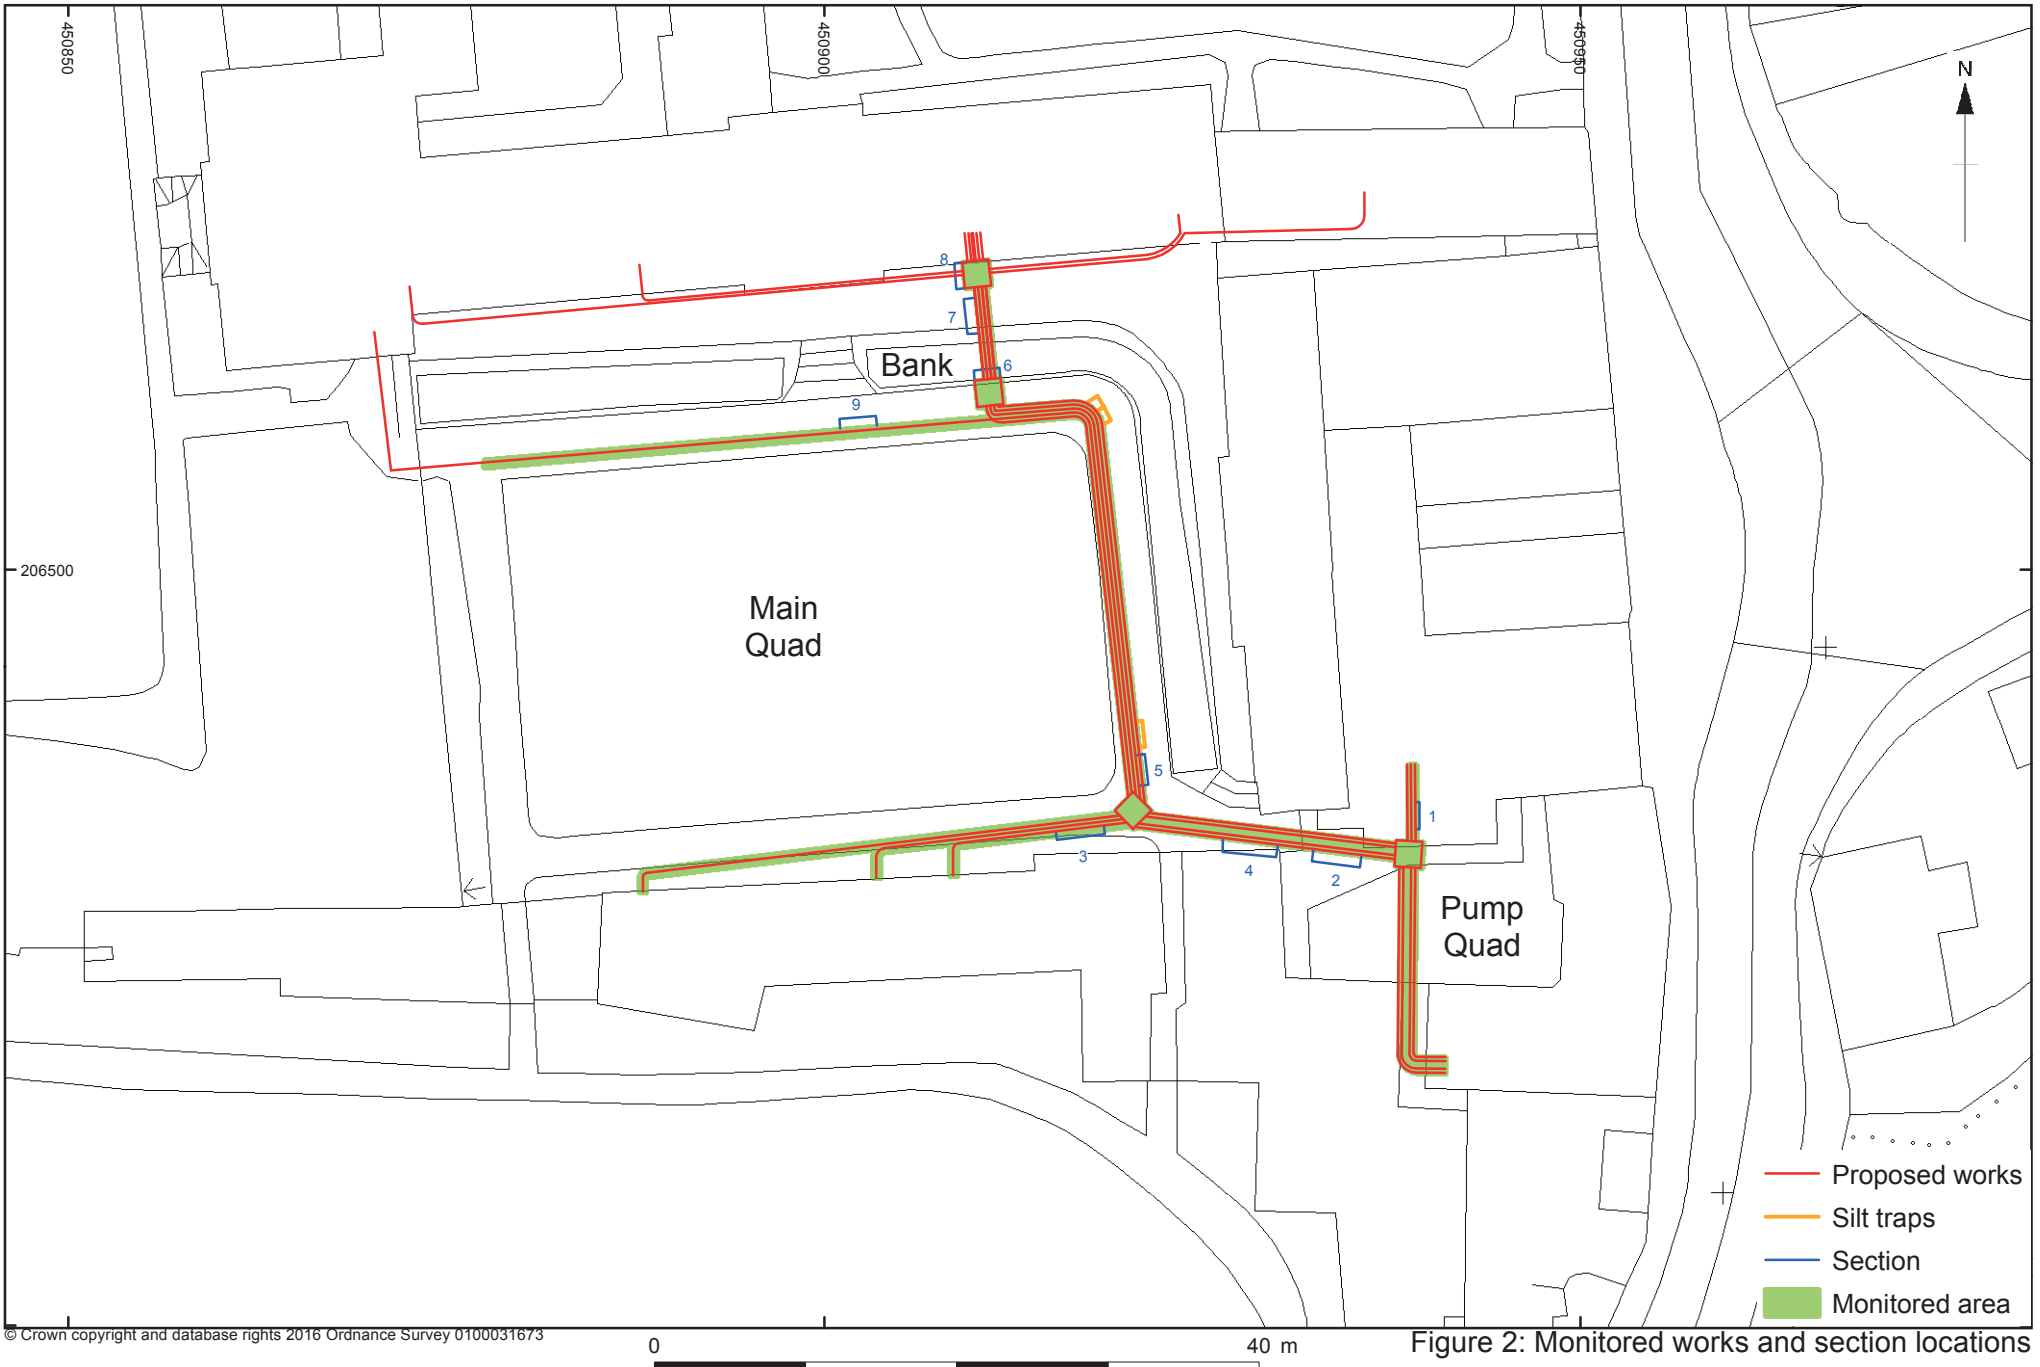 450850
450900
450950
N
8
7
Bank
6
9
206500
Main
Quad
5
1
3
4
2
Pump
Quad
Proposed works
Silt traps
Section
Monitored area
© Crown copyright and database rights 2016 Ordnance Survey 0100031673
0
40 m
Figure 2: Monitored works and section locations